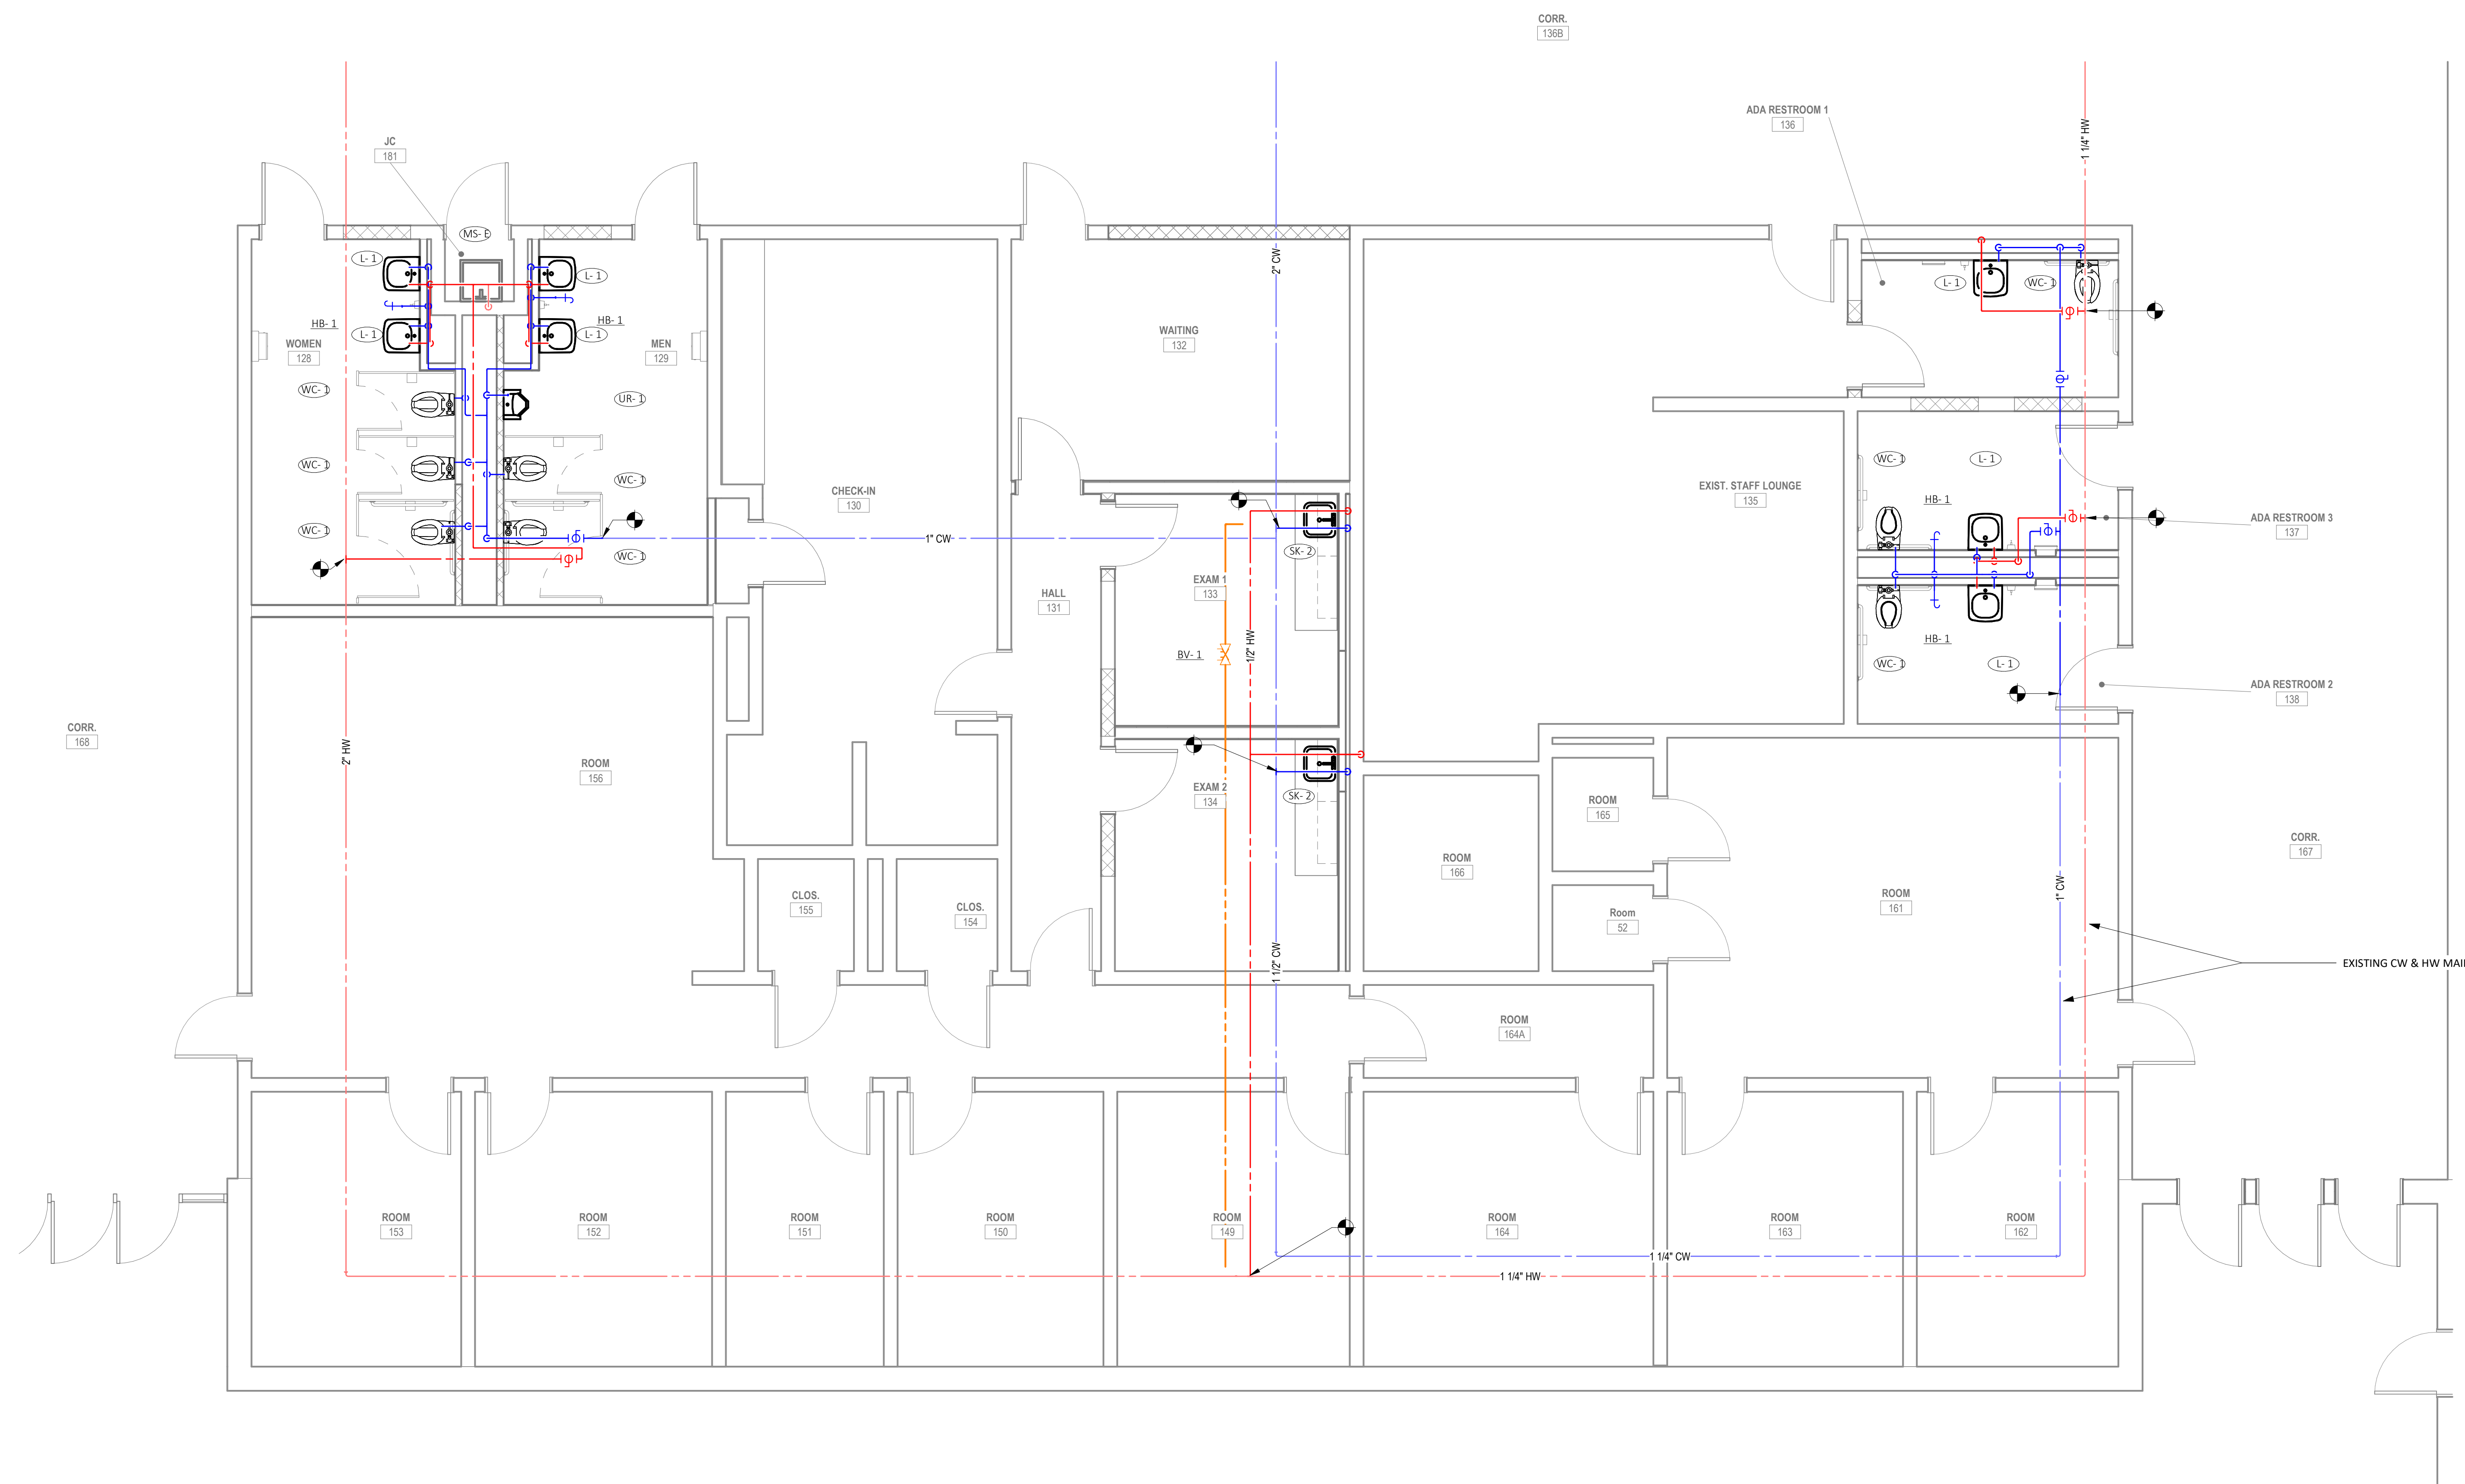 CORR.
136B
ADA RESTROOM 1
136
JC
181
1 1/4" HW
MS- E
L- 1
L- 1
2" CW
L- 1
WC- 1
HB- 1
L- 1
HB- 1
L- 1
WOMEN
128
MEN
129
WAITING
132
WC- 1
UR- 1
WC- 1
WC- 1
WC- 1
WC- 1
CHECK-IN
130
1" CW
EXIST. STAFF LOUNGE
135
WC- 1
L- 1
HB- 1
ADA RESTROOM 3
137
SK- 2
EXAM 1
133
HALL
131
1/2" HW
BV- 1
HB- 1
WC- 1
L- 1
ADA RESTROOM 2
138
CORR.
168
2" HW
ROOM
156
EXAM 2
134
SK- 2
ROOM
165
ROOM
166
CORR.
167
CLOS.
155
CLOS.
154
Room
52
ROOM
161
1" CW
1 1/2" CW
EXISTING CW & HW MAI
ROOM
164A
ROOM
153
ROOM
152
ROOM
151
ROOM
150
ROOM
149
ROOM
164
ROOM
163
ROOM
162
1 1/4" CW
1 1/4" HW